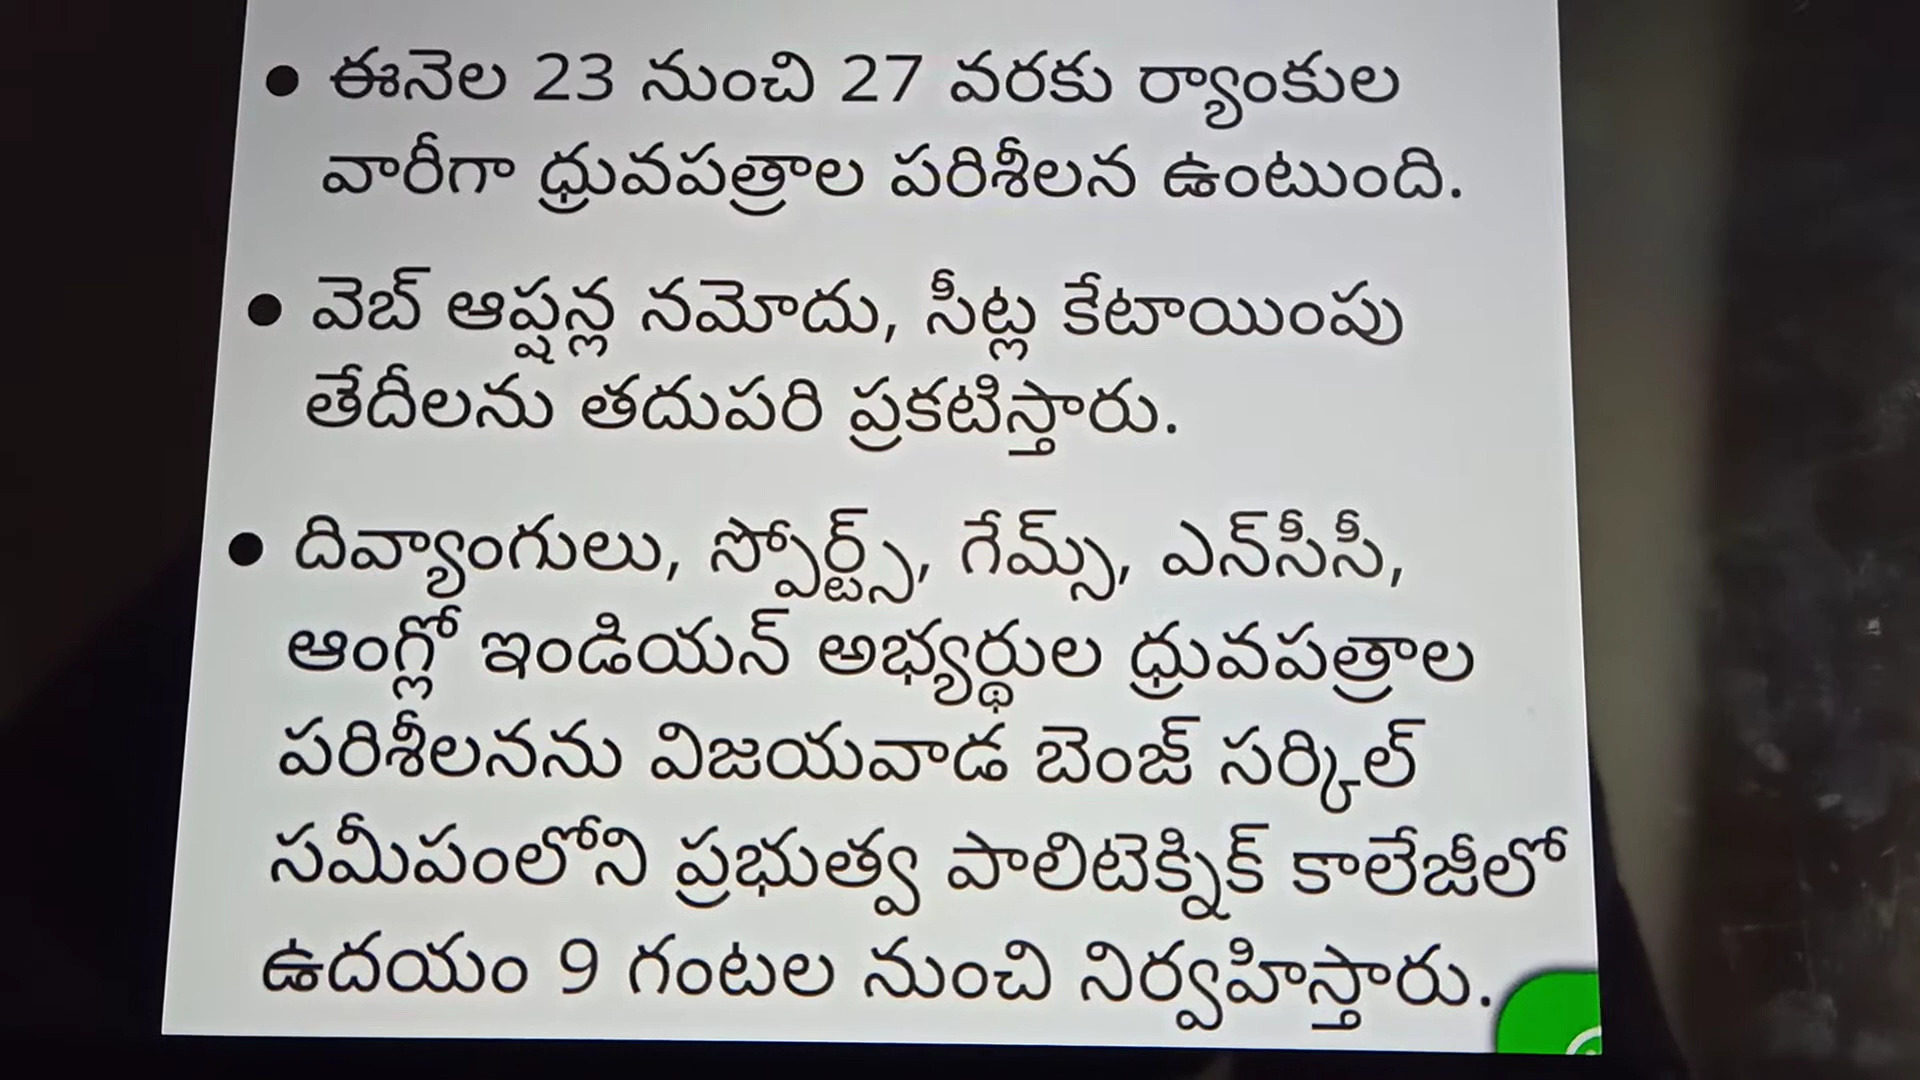 • ఈనెల 23 నుంచి 27 వరకు ర్యాంకుల
వారీగా ధ్రువపత్రాల పరిశీలన ఉంటుంది.
• వెబ్ ఆప్షన్ల నమోదు, సీట్ల కేటాయింపు
తేదీలను తదుపరి ప్రకటిస్తారు.
• దివ్యాంగులు, స్పోర్ట్స్, గేమ్స్, ఎన్‌సీసీ,
ఆంగ్లో ఇండియన్ అభ్యర్థుల ధ్రువపత్రాల
పరిశీలనను విజయవాడ బెంజ్ సర్కిల్
సమీపంలోని ప్రభుత్వ పాలిటెక్నిక్ కాలేజీలో
ఉదయం 9 గంటల నుంచి నిర్వహిస్తారు.